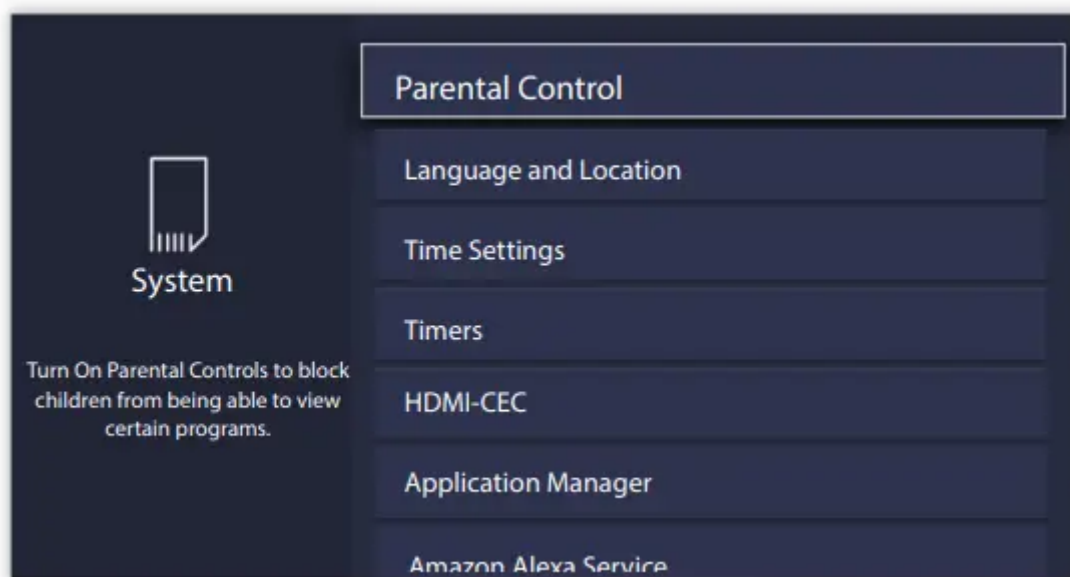 Parental Control
Language and Location
Time Settings
Timers
HDMI-CEC
Application Manager
Amazon Alexa Service
System
Turn On Parental Controls to block
children from being able to view
certain programs.